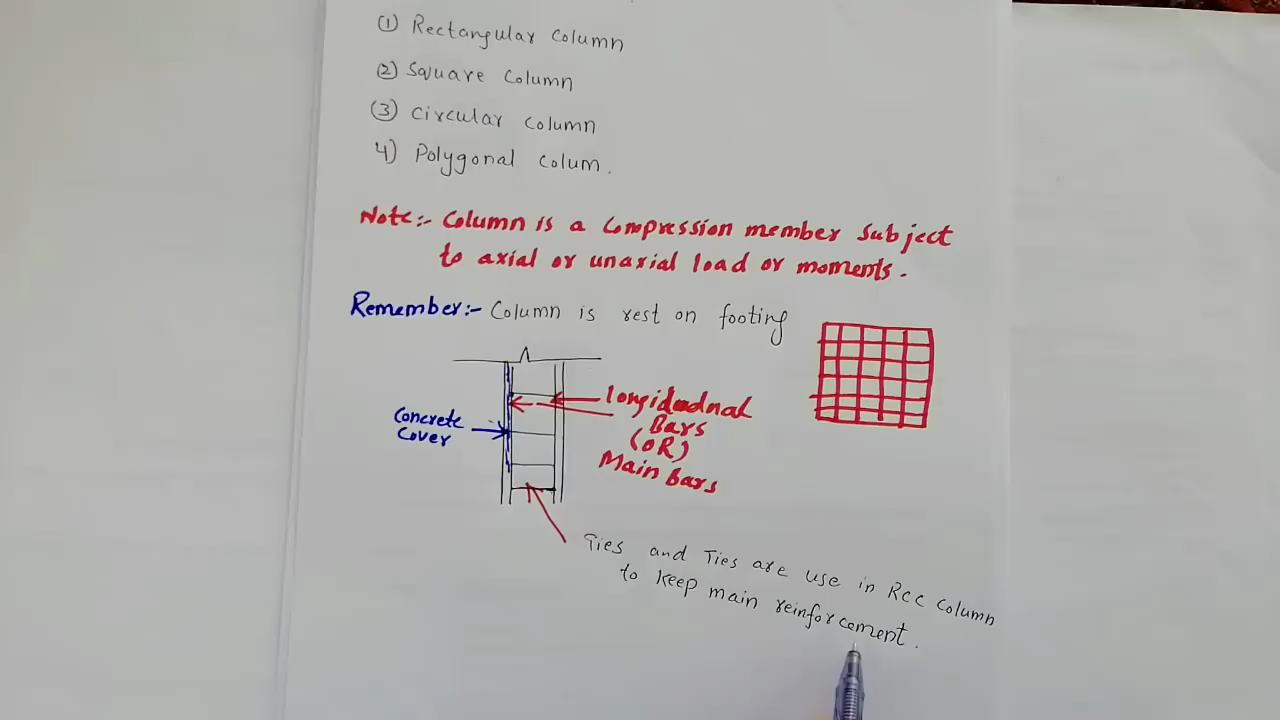 ① Rectangular Column
② Square Column
③ Circular Column
4) Polygonal Colum.
Note:- Column is a Compression member Subject
to axial or unaxial load or moments.
Remember:- Column is rest on footing
Concrete
Cover
Longidudnal
Bars
(OR)
Main Bars
Ties and Ties are use in RCC Column
to keep main reinforcement.